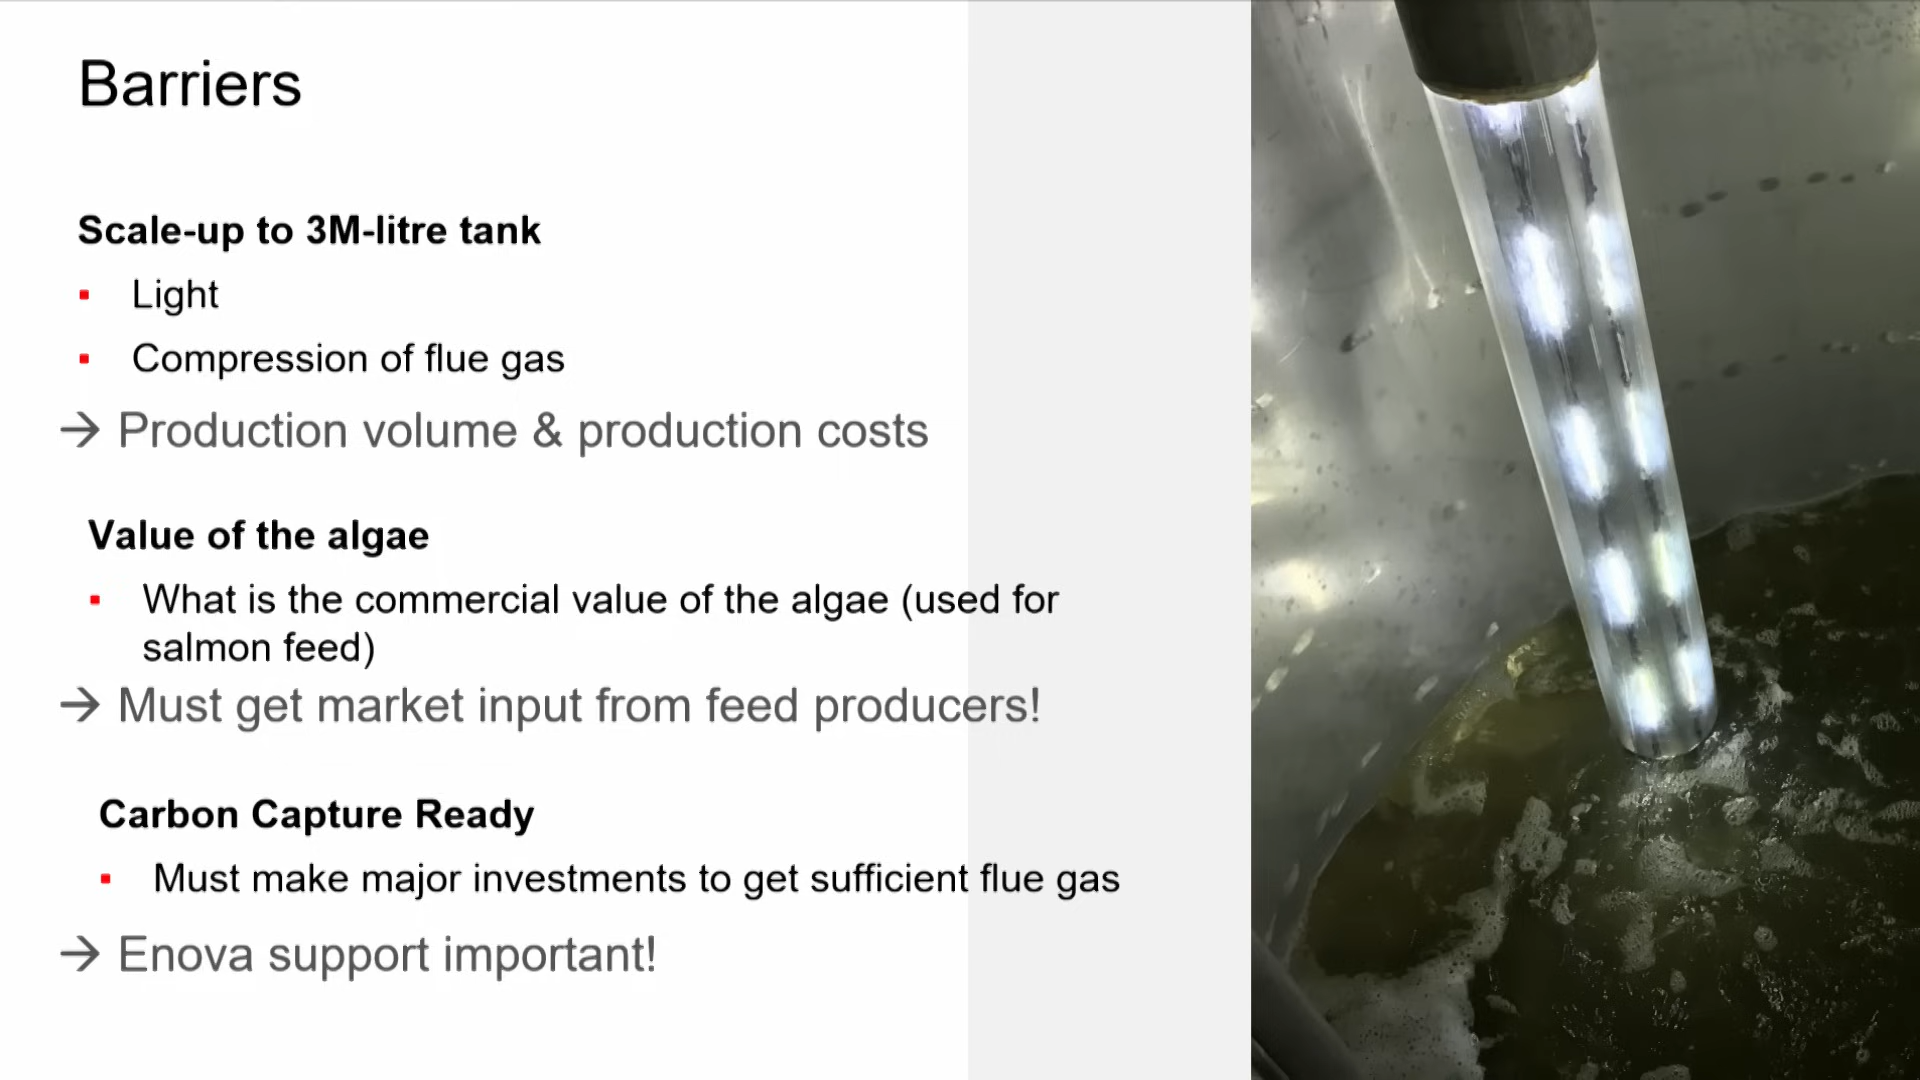 Barriers
Scale-up to 3M-litre tank
▪ Light
▪ Compression of flue gas
→ Production volume & production costs
Value of the algae
▪ What is the commercial value of the algae (used for
salmon feed)
→ Must get market input from feed producers!
Carbon Capture Ready
▪ Must make major investments to get sufficient flue gas
→ Enova support important!